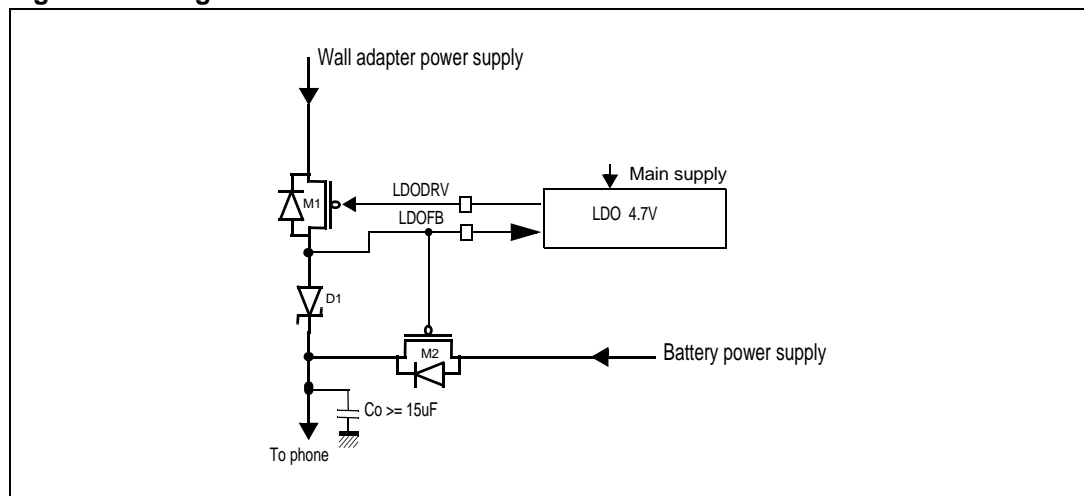 Wall adapter power supply
Main supply
LDODRV
M1
LDO 4.7V
LDOFB
D1
M2
Battery power supply
Co >= 15uF
To phone